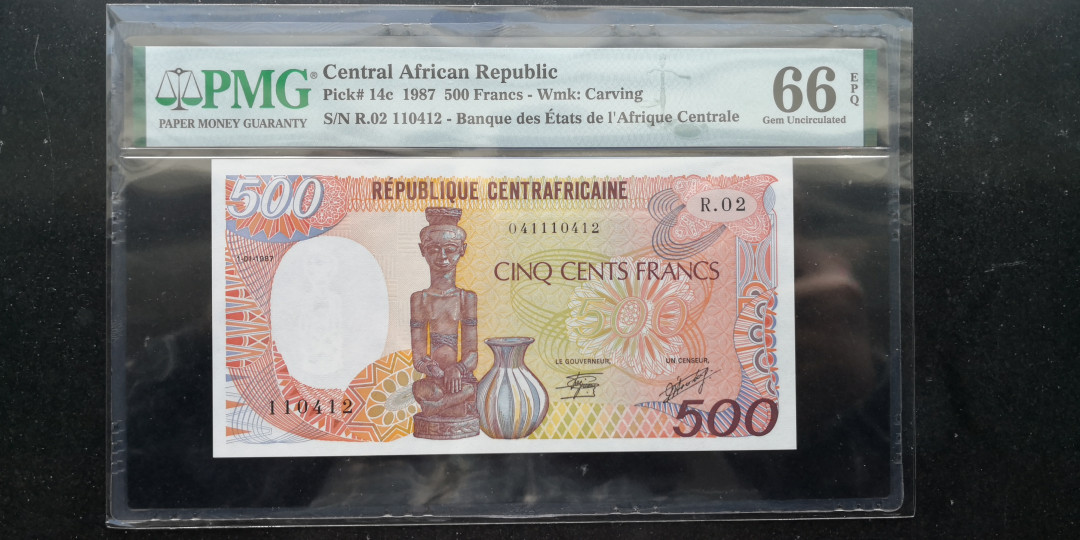 PMG®
PAPER MONEY GUARANTY
Central African Republic
Pick# 14c 1987 500 Francs - Wmk: Carving
S/N R.02 110412 - Banque des États de l'Afrique Centrale
66 EPQ
Gem Uncirculated
500
RÉPUBLIQUE CENTRAFRICAINE
R.02
041110412
1-01-1987
CINQ CENTS FRANCS
LE GOUVERNEUR,
UN CENSEUR,
110412
500